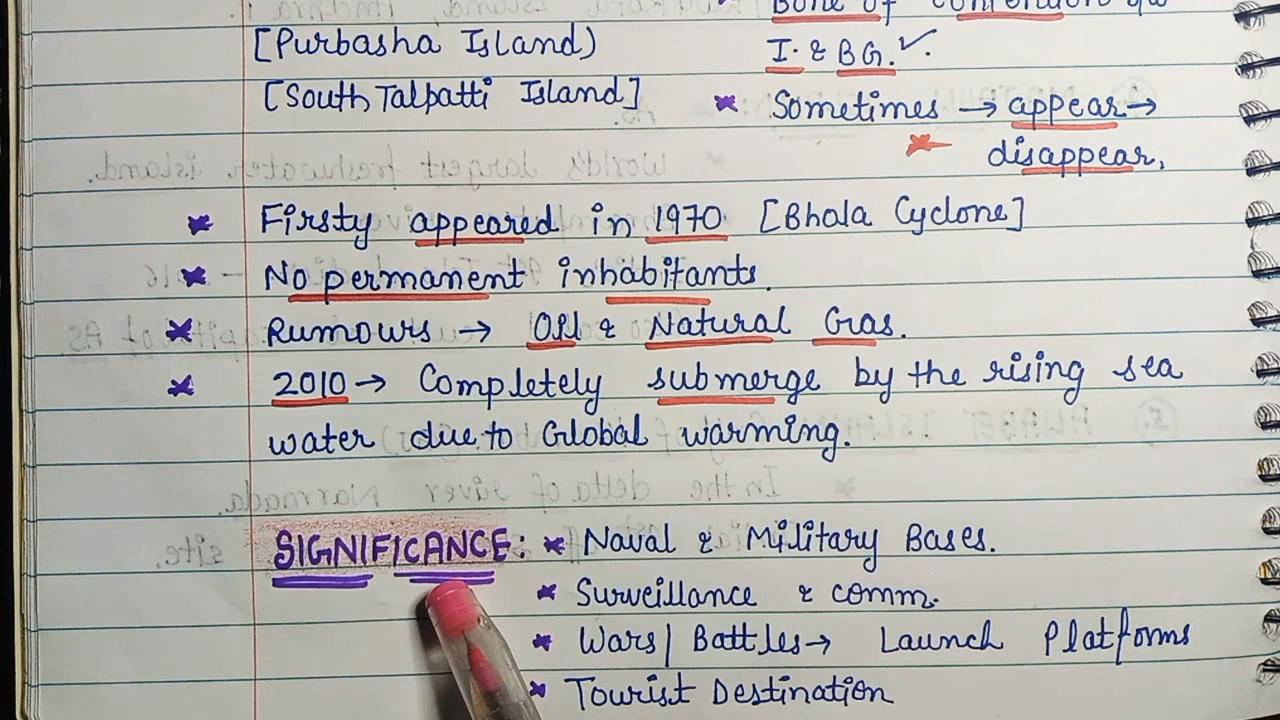 Bone of contention
[Purbasha Island)
I. & BG. ✓.
[South Talpatti Island]
* Sometimes → appear →
* disappear,
* Firsty appeared in 1970 [Bhola Cyclone]
* No permanent inhabitants.
* Rumours → Oil & Natural Gas.
* 2010 → Completely submerge by the rising sea
water due to Global warming.
SIGNIFICANCE: * Naval & Military Bases.
* Surveillance & comm.
* Wars/Battles → Launch Platforms
* Tourist Destination